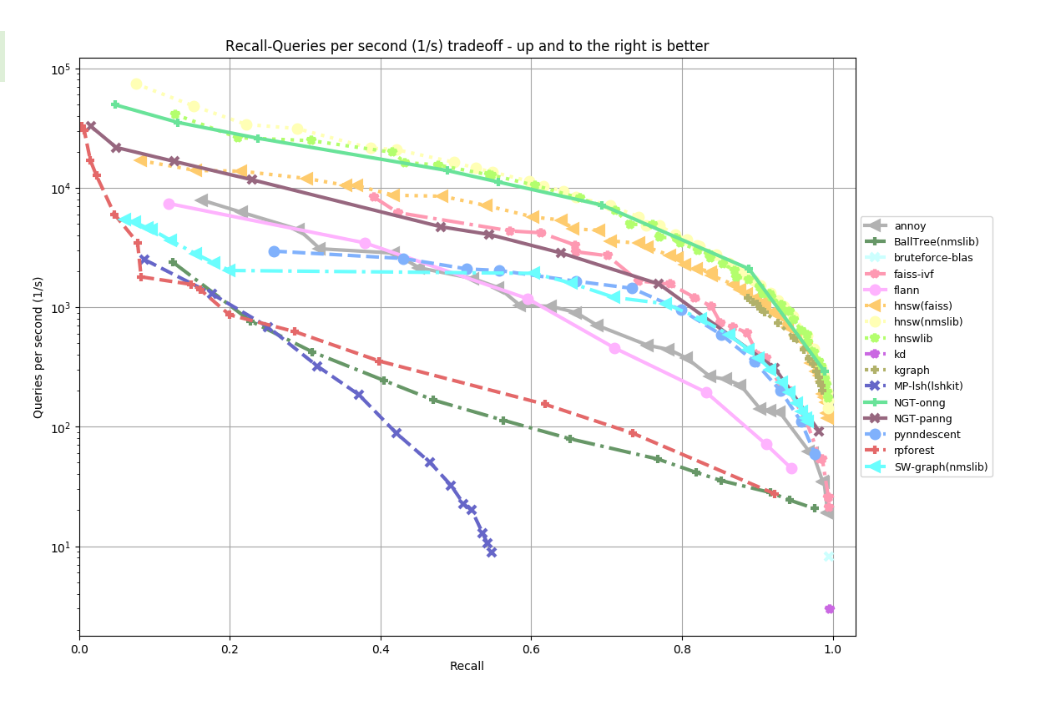 Recall-Queries per second (1/s) tradeoff - up and to the right is better
Queries per second (1/s)
10^5
10^4
10^3
10^2
10^1
0.0 0.2 0.4 0.6 0.8 1.0
Recall
annoy
BallTree(nmslib)
bruteforce-blas
faiss-ivf
flann
hnsw(faiss)
hnsw(nmslib)
hnswlib
kd
kgraph
MP-lsh(lshkit)
NGT-onng
NGT-panng
pynndescent
rpforest
SW-graph(nmslib)